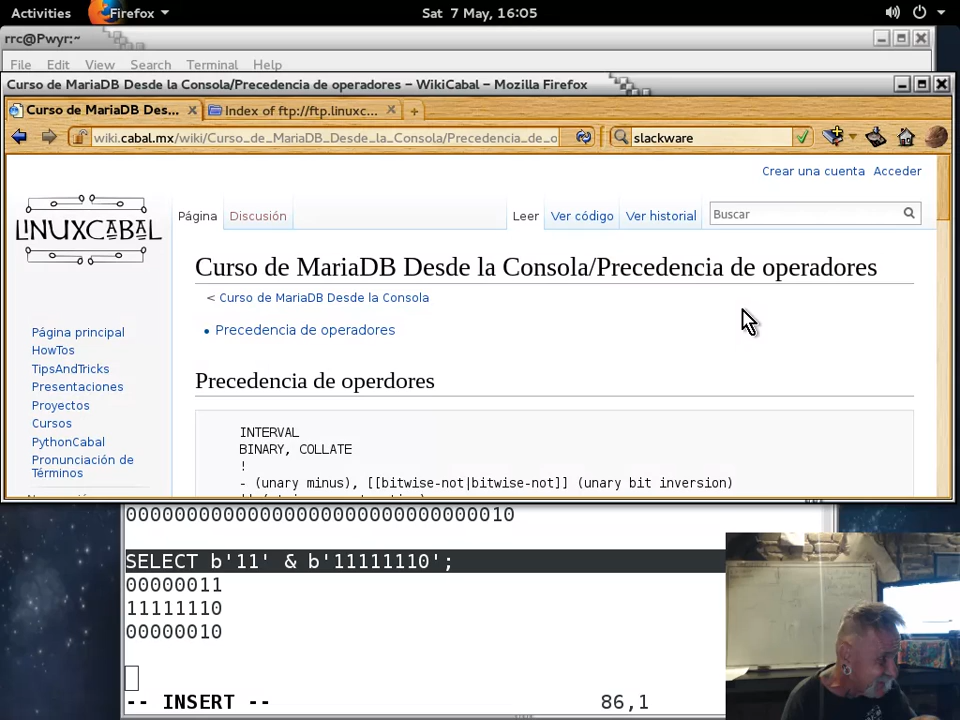 Activities Firefox Sat 7 May, 16:05
rrc@Pwyr:~
File Edit View Search Terminal Help
Curso de MariaDB Desde la Consola/Precedencia de operadores – WikiCabal – Mozilla Firefox
Curso de MariaDB Des... Index of ftp://ftp.linuxc...
wiki.cabal.mx/wiki/Curso_de_MariaDB_Desde_la_Consola/Precedencia_de_o slackware
Crear una cuenta Acceder
LINUXCABAL
Página Discusión Leer Ver código Ver historial Buscar
Curso de MariaDB Desde la Consola/Precedencia de operadores
< Curso de MariaDB Desde la Consola
Precedencia de operadores
Página principal
HowTos
TipsAndTricks
Presentaciones
Proyectos
Cursos
PythonCabal
Pronunciación de
Términos
Precedencia de operdores
INTERVAL
BINARY, COLLATE
!
- (unary minus), [[bitwise-not|bitwise-not]] (unary bit inversion)
SELECT b'11' & b'11111110';
00000011
11111110
00000010
-- INSERT -- 86,1